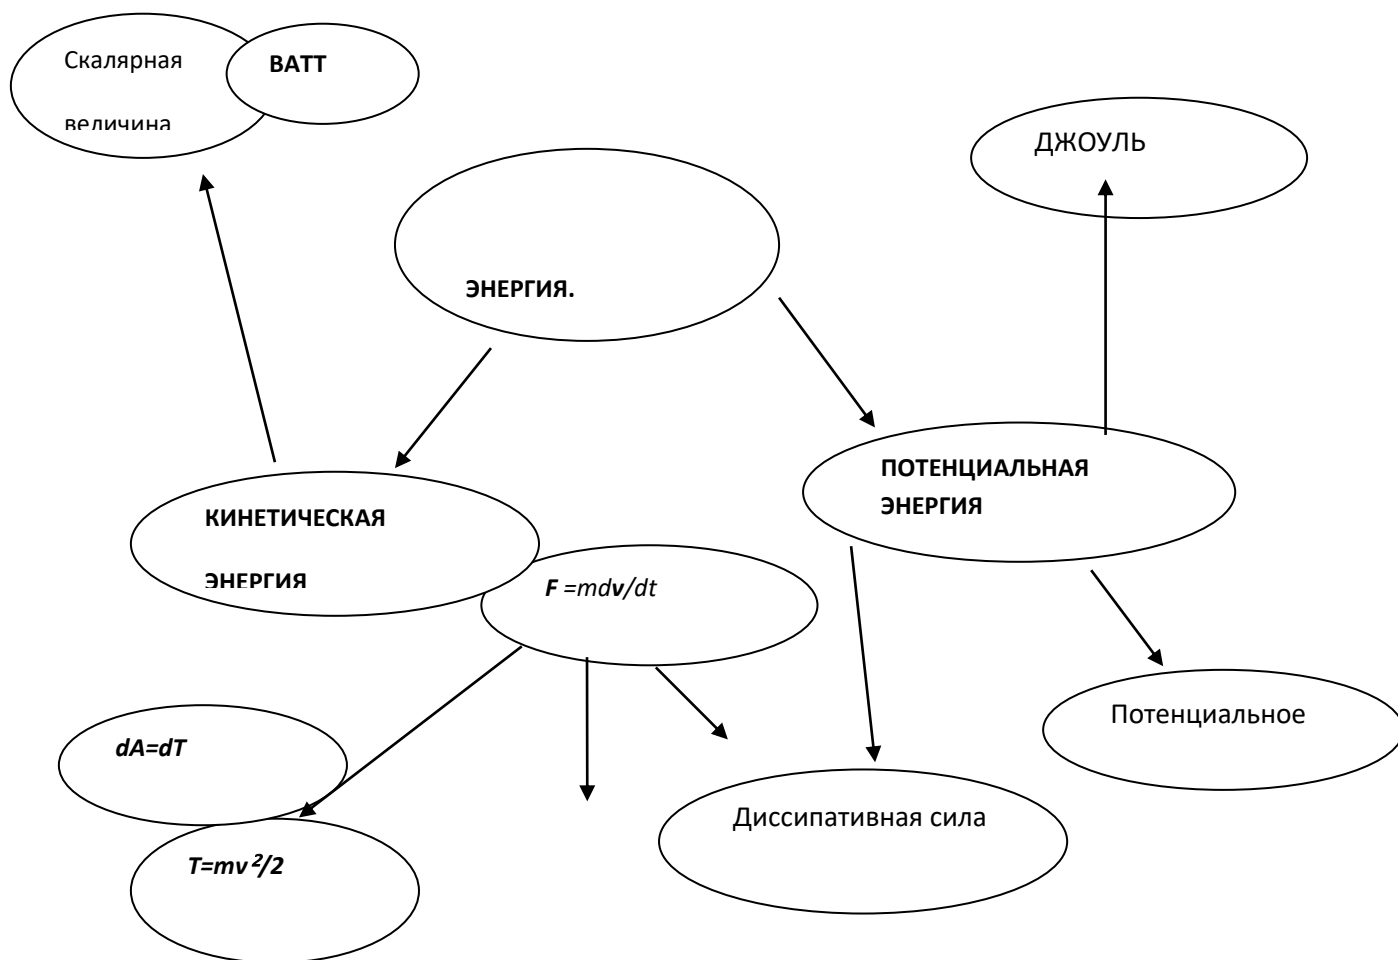 Скалярная
величина
ВАТТ
ДЖОУЛЬ
ЭНЕРГИЯ.
ПОТЕНЦИАЛЬНАЯ
ЭНЕРГИЯ
КИНЕТИЧЕСКАЯ
ЭНЕРГИЯ
F =mdv/dt
Потенциальное
dA=dT
Диссипативная сила
T=mv²/2